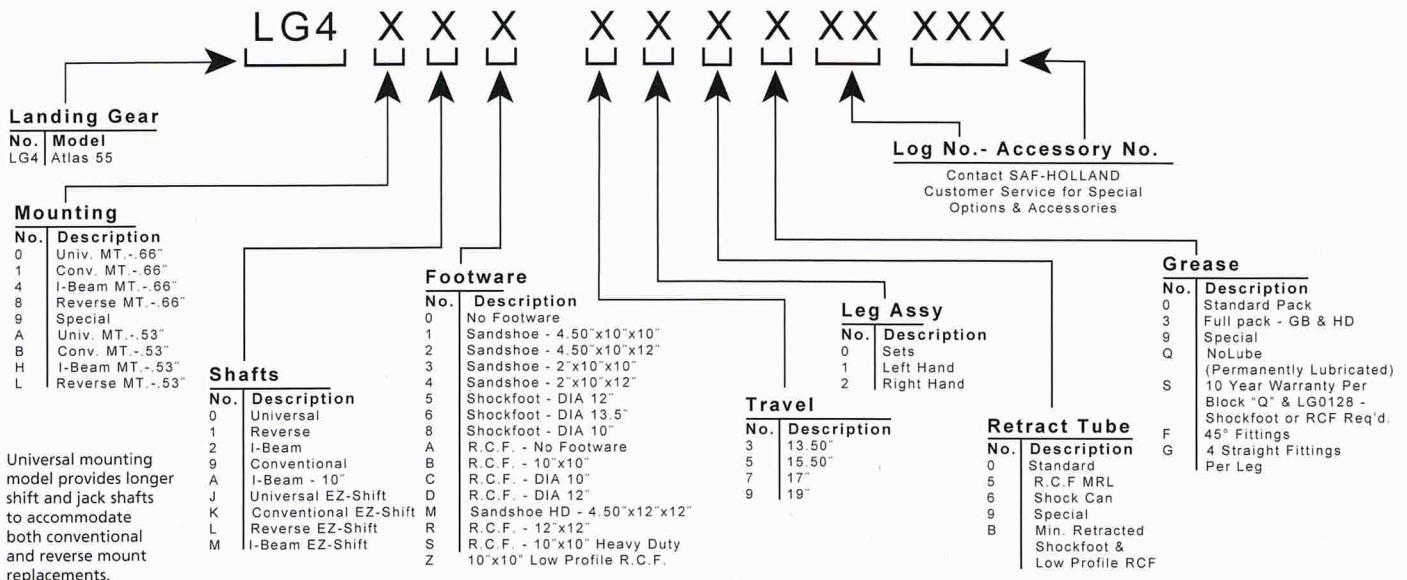 LG4 X X X X X X X XX XXX
Landing Gear
No. Model
LG4 Atlas 55
Log No.- Accessory No.
Contact SAF-HOLLAND
Customer Service for Special
Options & Accessories
Mounting
No. Description
0 Univ. MT.-.66"
1 Conv. MT.-.66"
4 I-Beam MT.-.66"
8 Reverse MT.-.66"
9 Special
A Univ. MT.-.53"
B Conv. MT.-.53"
H I-Beam MT.-.53"
L Reverse MT.-.53"
Universal mounting
model provides longer
shift and jack shafts
to accommodate
both conventional
and reverse mount
replacements.
Shafts
No. Description
0 Universal
1 Reverse
2 I-Beam
9 Conventional
A I-Beam - 10"
J Universal EZ-Shift
K Conventional EZ-Shift
L Reverse EZ-Shift
M I-Beam EZ-Shift
Footware
No. Description
0 No Footware
1 Sandshoe - 4.50"x10"x10"
2 Sandshoe - 4.50"x10"x12"
3 Sandshoe - 2"x10"x10"
4 Sandshoe - 2"x10"x12"
5 Shockfoot - DIA 12"
6 Shockfoot - DIA 13.5"
8 Shockfoot - DIA 10"
A R.C.F. - No Footware
B R.C.F. - 10"x10"
C R.C.F. - DIA 10"
D R.C.F. - DIA 12"
M Sandshoe HD - 4.50"x12"x12"
R R.C.F. - 12"x12"
S R.C.F. - 10"x10" Heavy Duty
Z 10"x10" Low Profile R.C.F.
Travel
No. Description
3 13.50"
5 15.50"
7 17"
9 19"
Leg Assy
No. Description
0 Sets
1 Left Hand
2 Right Hand
Retract Tube
No. Description
0 Standard
5 R.C.F MRL
6 Shock Can
9 Special
B Min. Retracted
Shockfoot &
Low Profile RCF
Grease
No. Description
0 Standard Pack
3 Full pack - GB & HD
9 Special
Q NoLube
(Permanently Lubricated)
S 10 Year Warranty Per
Block "Q" & LG0128 -
Shockfoot or RCF Req'd.
F 45° Fittings
G 4 Straight Fittings
Per Leg